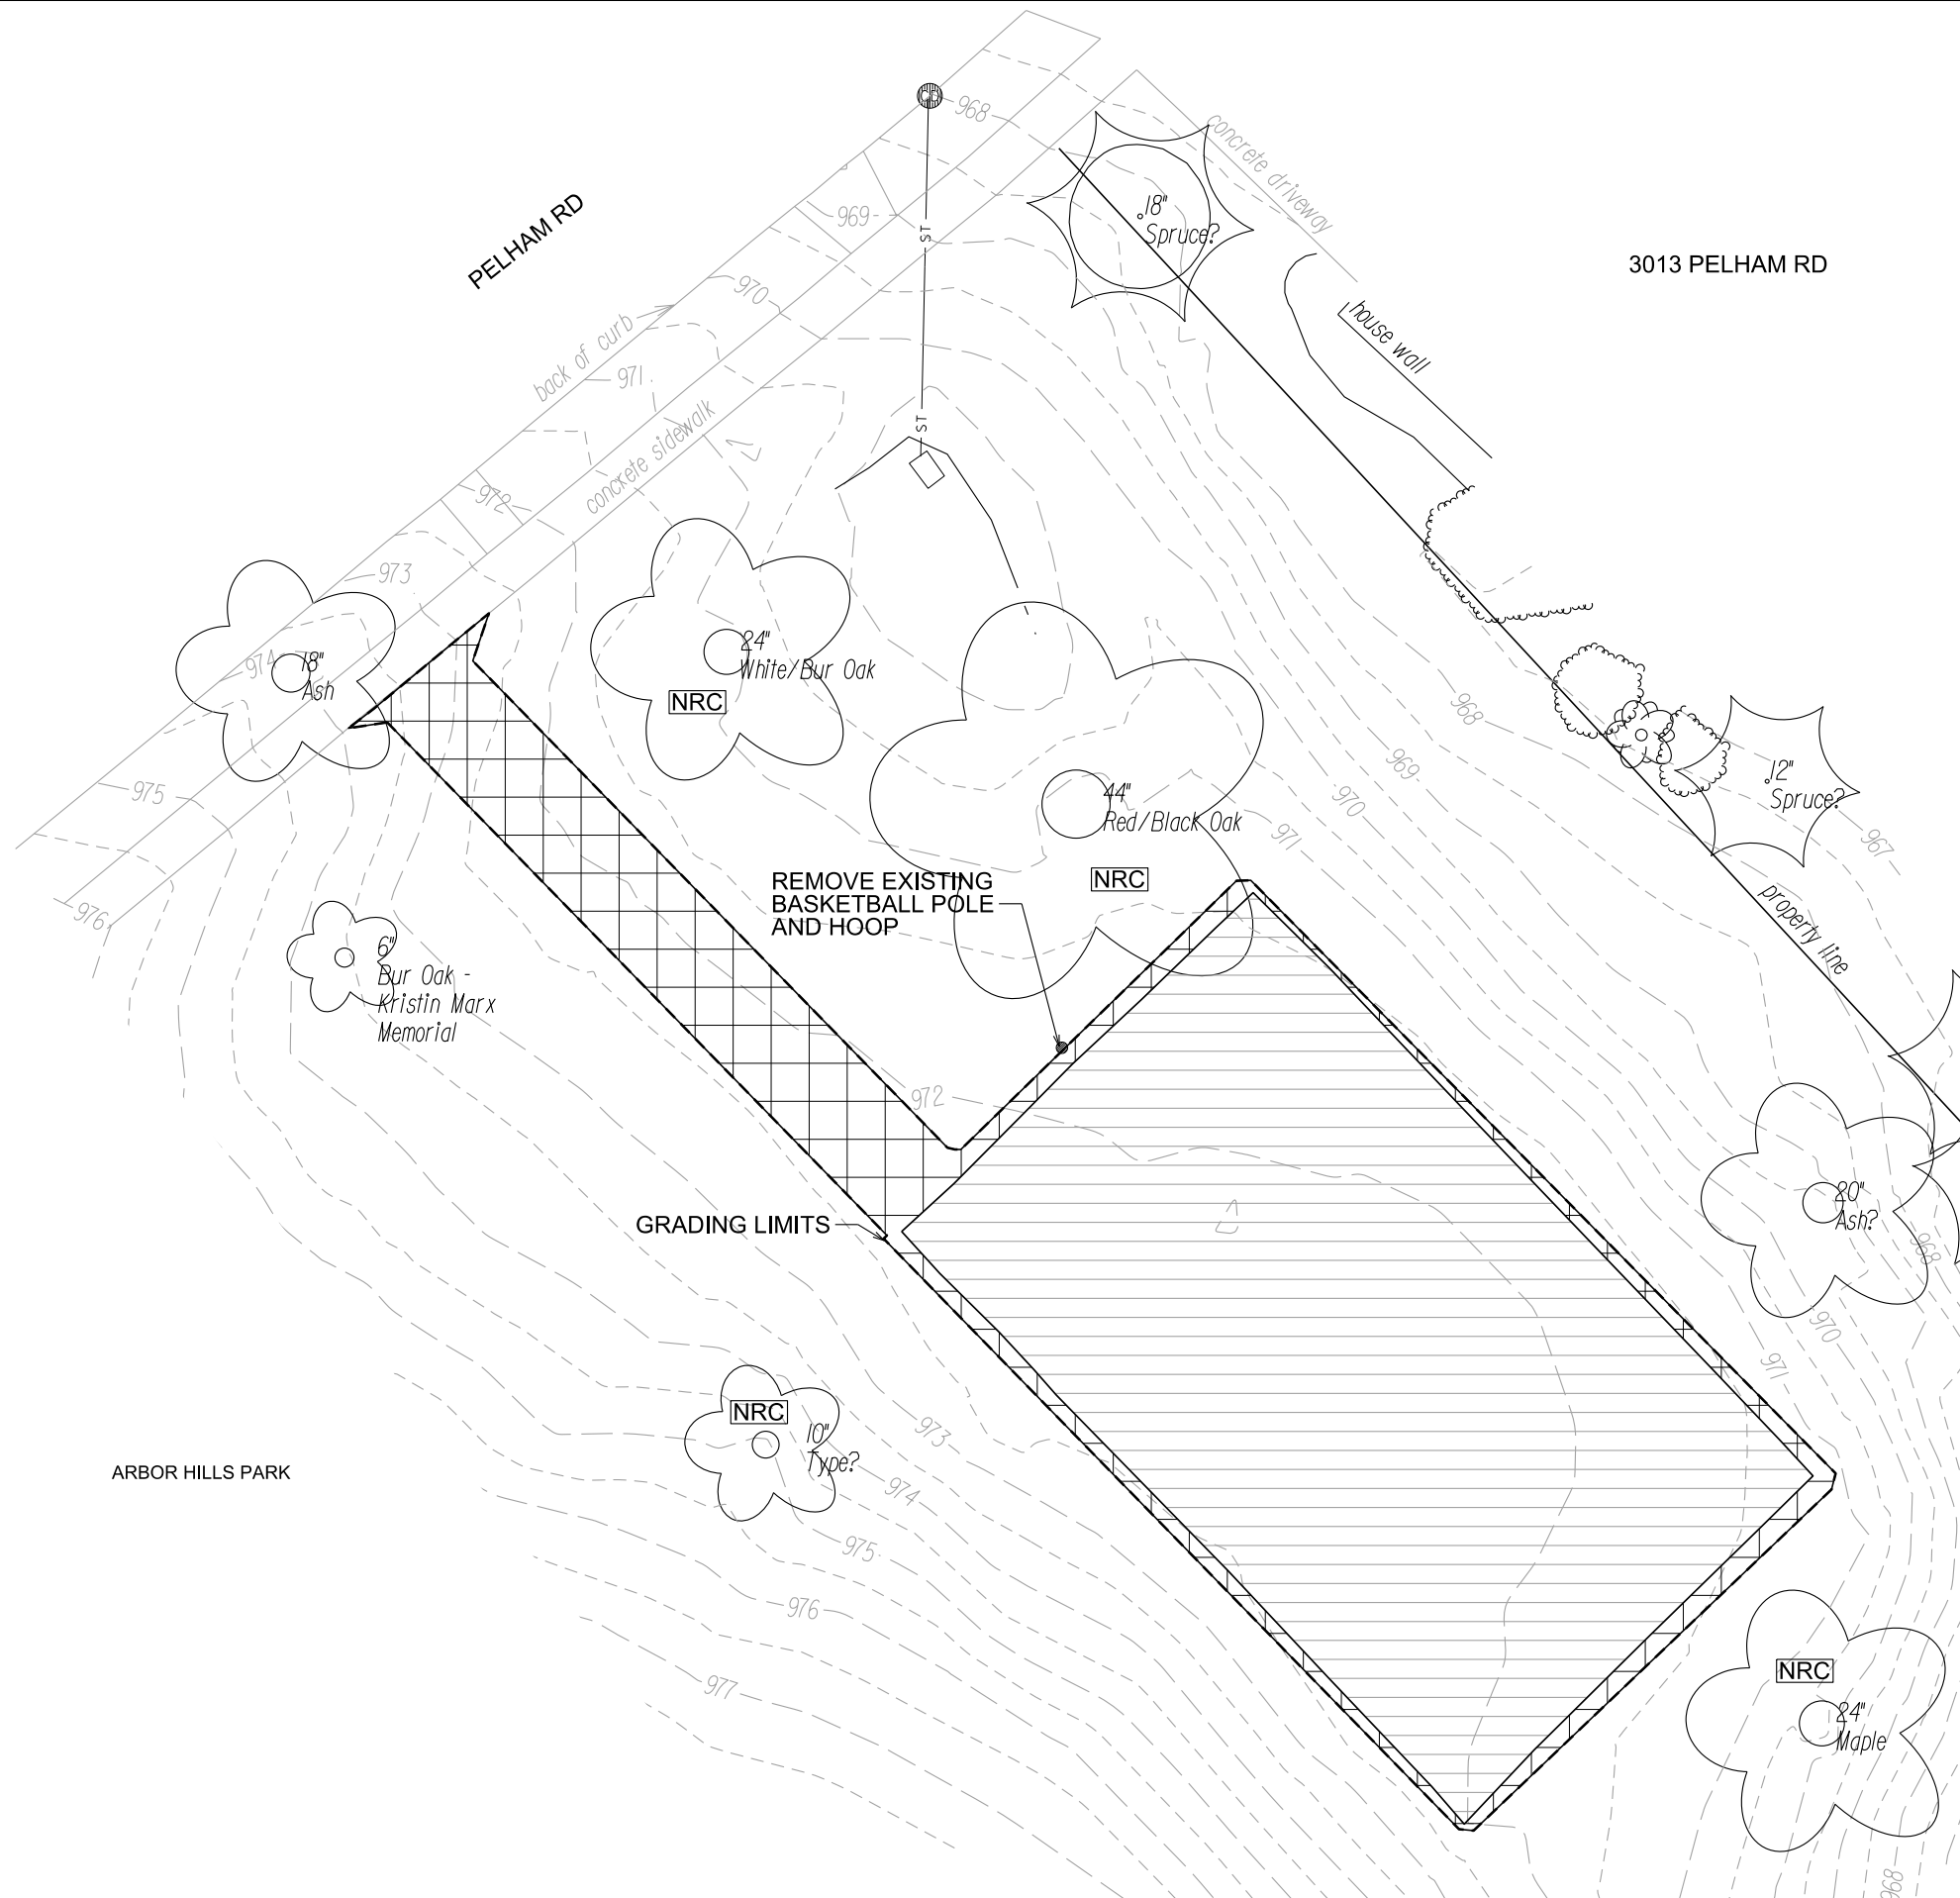 968
concrete driveway
PELHAM RD
969
ST
18"
Spruce?
3013 PELHAM RD
970
back of curb
house wall
971
concrete sidewalk
ST
972
973
974
18"
Ash
24"
White/Bur Oak
NRC
968
969
970
971
44"
Red/Black Oak
NRC
12"
Spruce?
967
975
976
REMOVE EXISTING
BASKETBALL POLE
AND HOOP
property line
6"
Bur Oak -
Kristin Marx
Memorial
972
GRADING LIMITS
20"
Ash?
968
970
971
NRC
10"
Type?
973
974
975
976
977
ARBOR HILLS PARK
NRC
24"
Maple
968